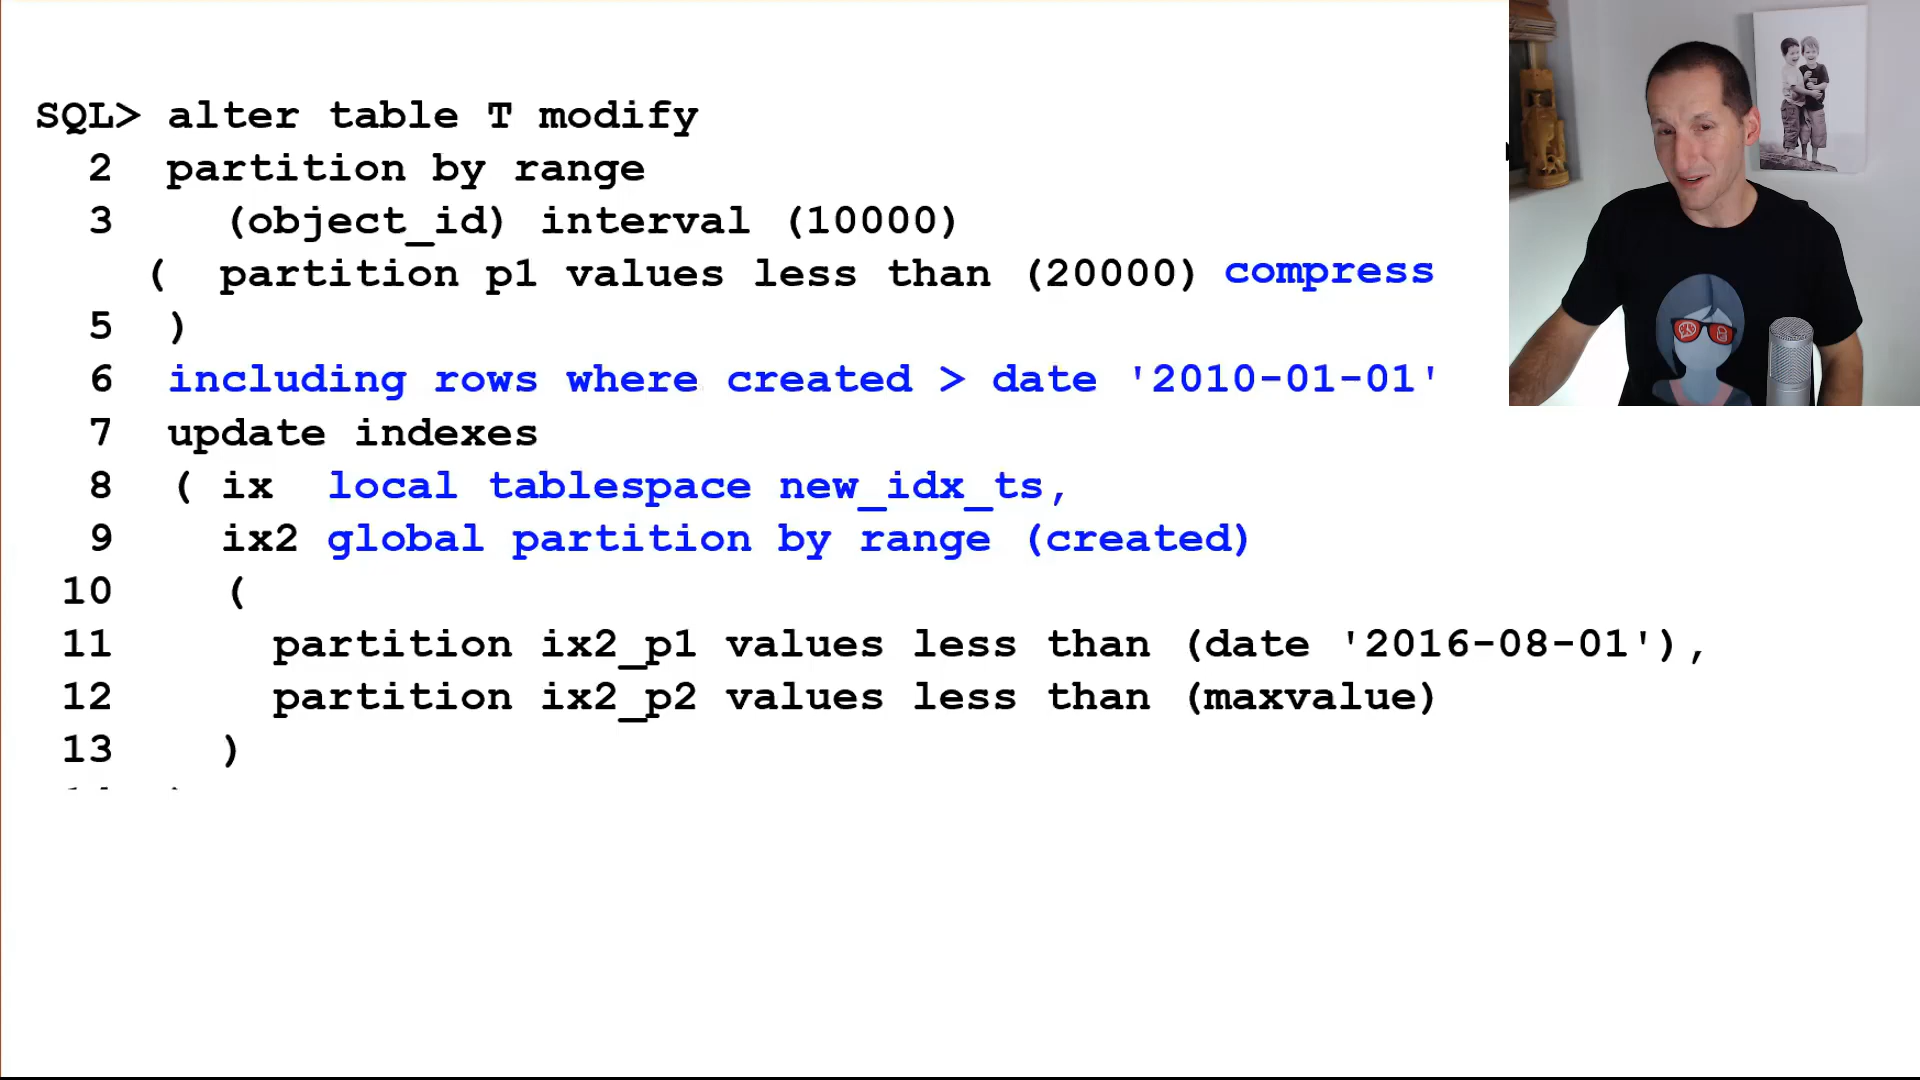 SQL> alter table T modify
2 partition by range
3 (object_id) interval (10000)
( partition p1 values less than (20000) compress
5 )
6 including rows where created > date '2010-01-01'
7 update indexes
8 ( ix local tablespace new_idx_ts,
9 ix2 global partition by range (created)
10 (
11 partition ix2_p1 values less than (date '2016-08-01'),
12 partition ix2_p2 values less than (maxvalue)
13 )